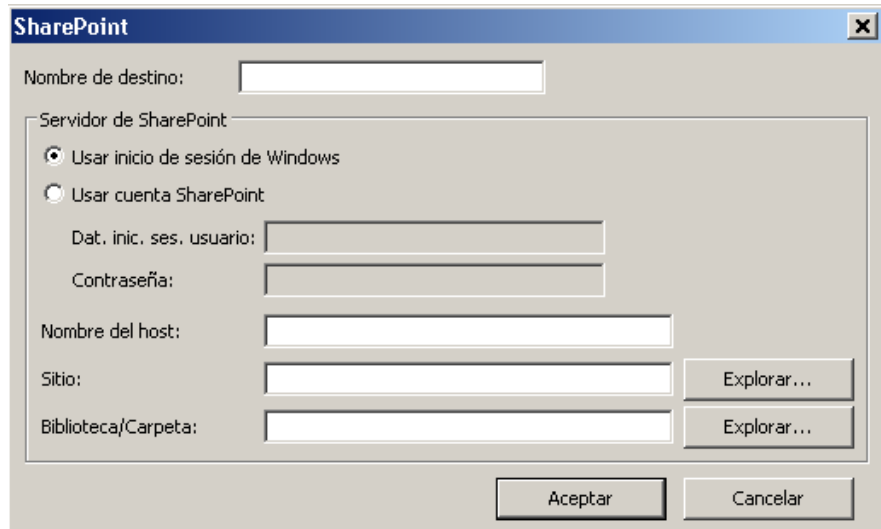 SharePoint
Nombre de destino:
Servidor de SharePoint
Usar inicio de sesión de Windows
Usar cuenta SharePoint
Dat. inic. ses. usuario:
Contraseña:
Nombre del host:
Sitio:
Explorar...
Biblioteca/Carpeta:
Explorar...
Aceptar
Cancelar